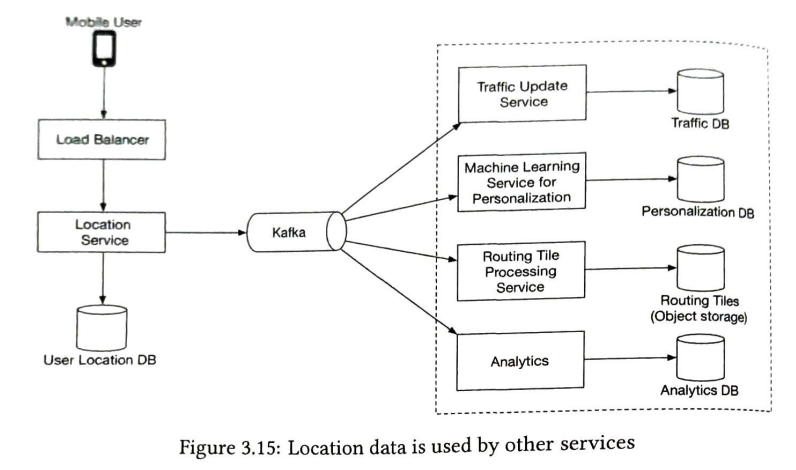 Mobile User
Load Balancer
Location
Service
User Location DB
Kafka
Traffic Update
Service
Traffic DB
Machine Learning
Service for
Personalization
Personalization DB
Routing Tile
Processing
Service
Routing Tiles
(Object storage)
Analytics
Analytics DB
Figure 3.15: Location data is used by other services